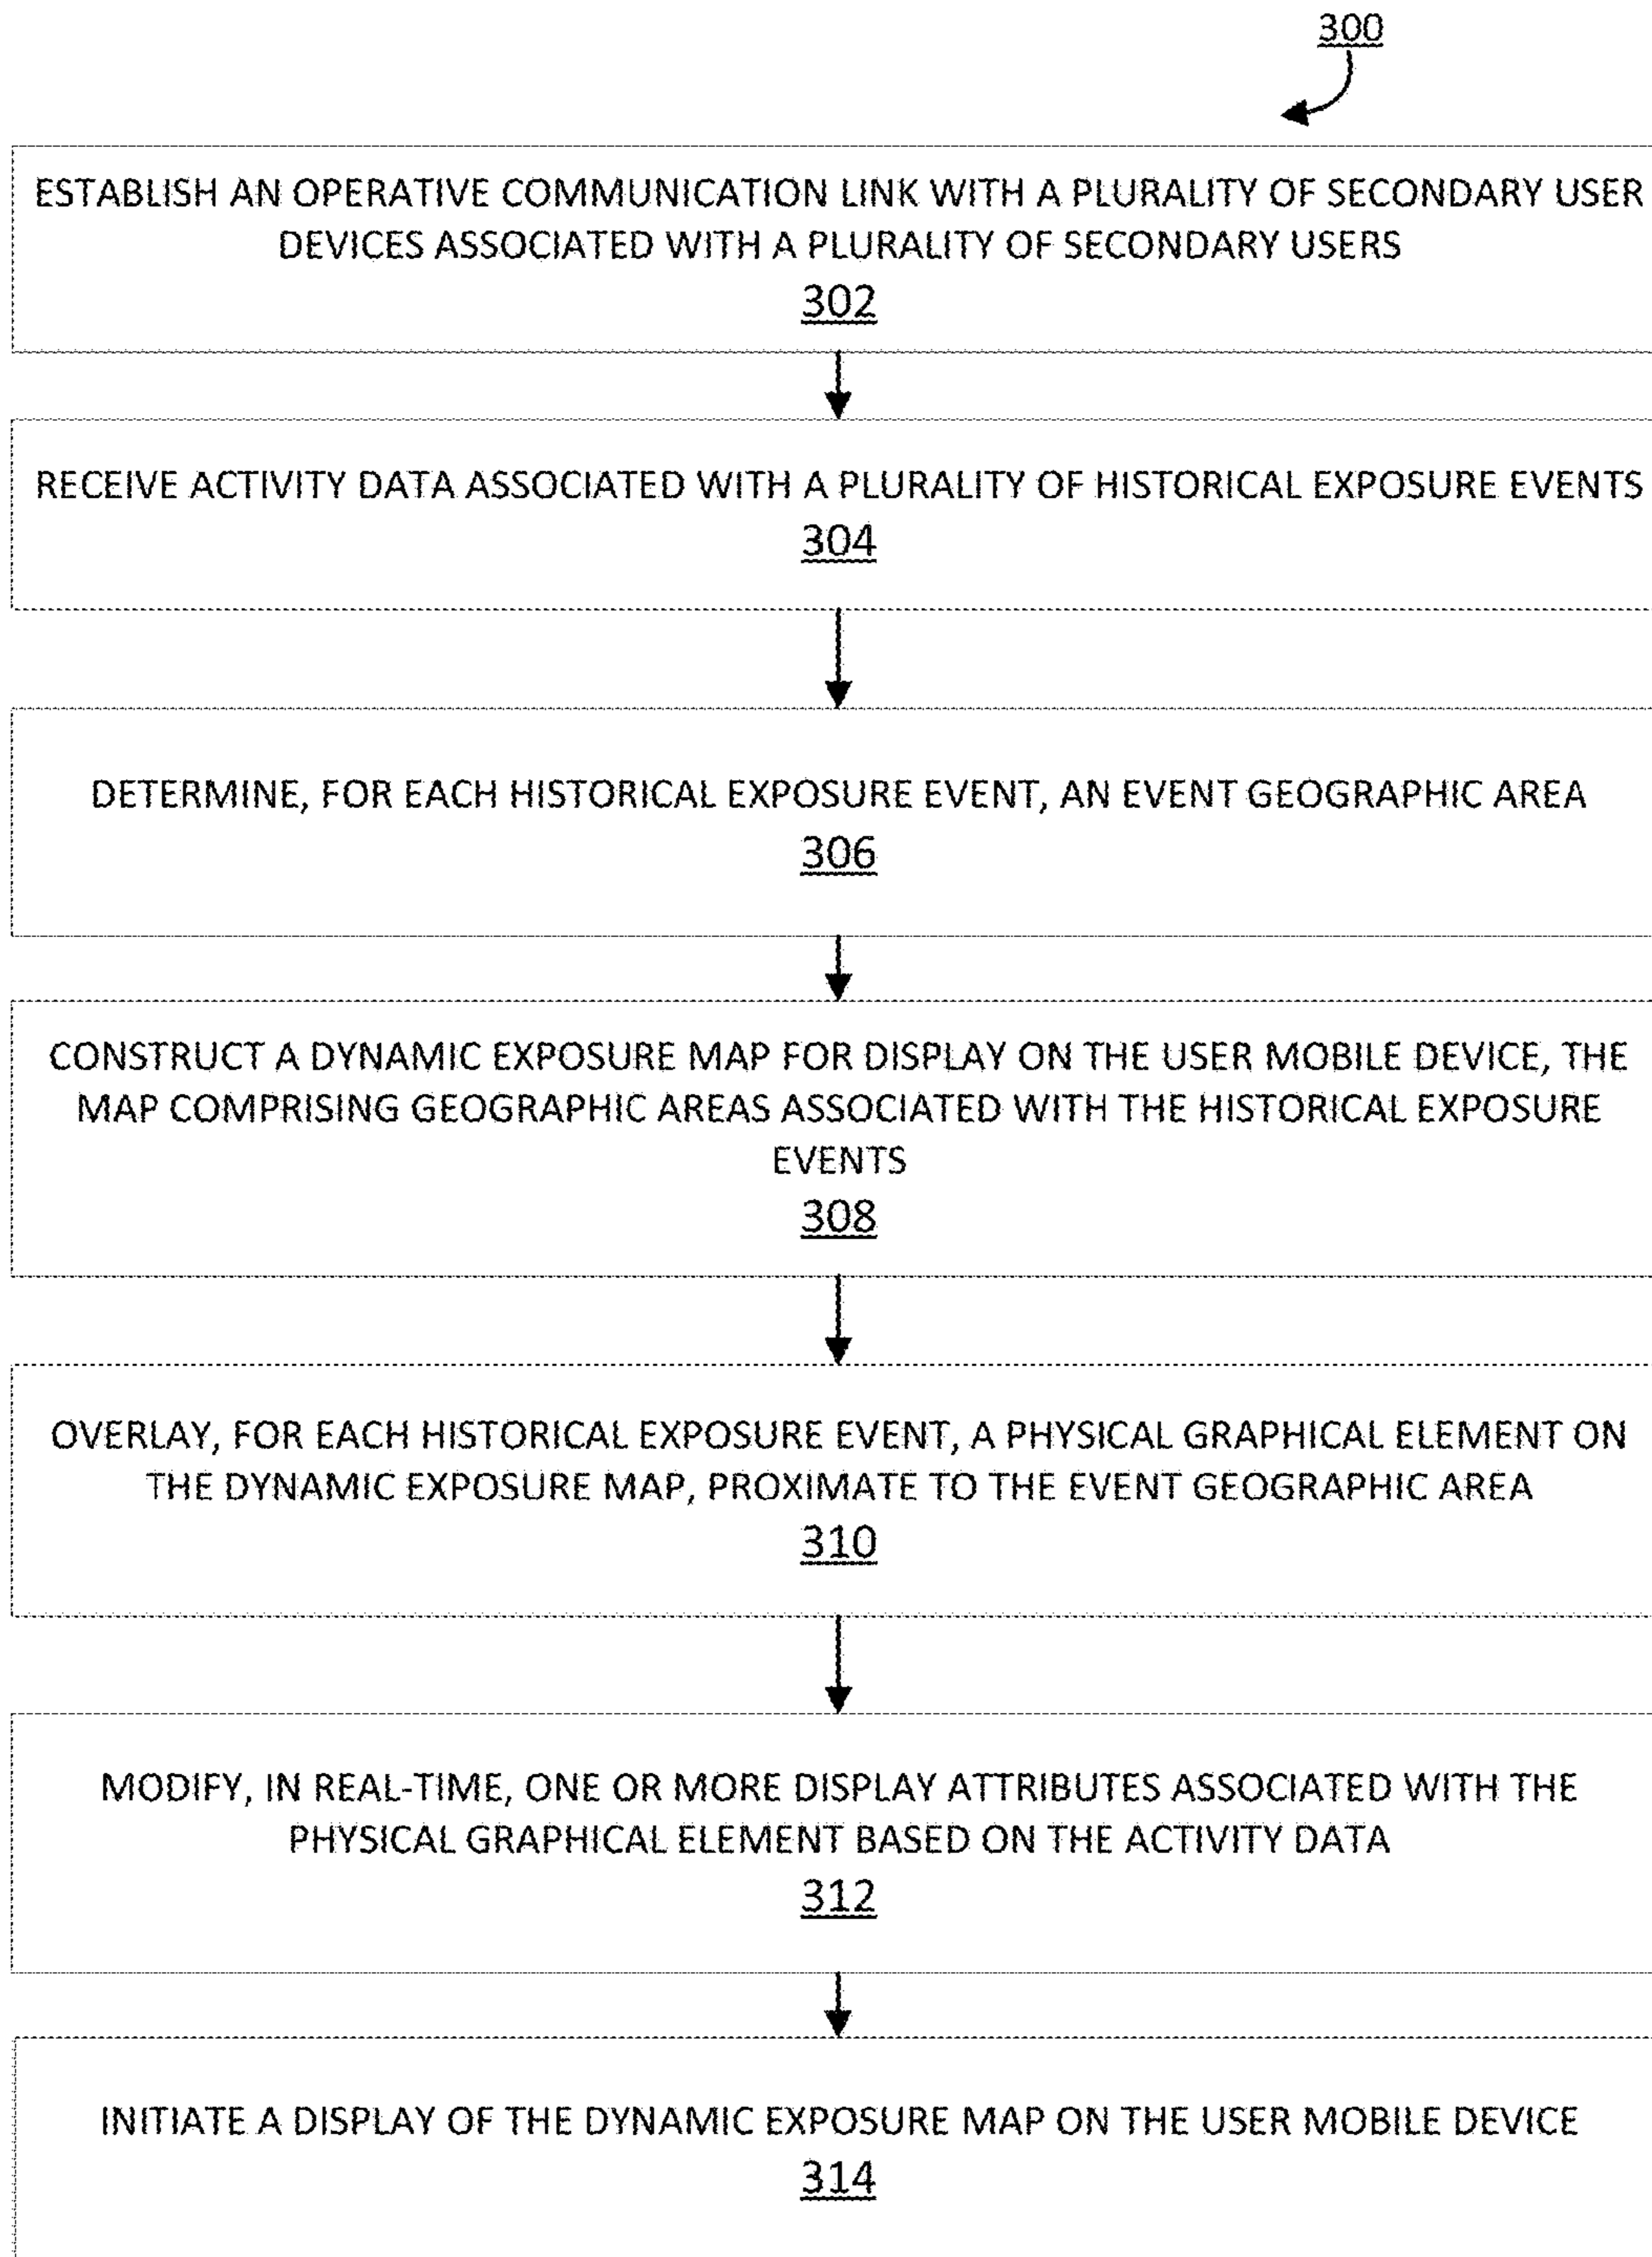 300
ESTABLISH AN OPERATIVE COMMUNICATION LINK WITH A PLURALITY OF SECONDARY USER
DEVICES ASSOCIATED WITH A PLURALITY OF SECONDARY USERS
302
RECEIVE ACTIVITY DATA ASSOCIATED WITH A PLURALITY OF HISTORICAL EXPOSURE EVENTS
304
DETERMINE, FOR EACH HISTORICAL EXPOSURE EVENT, AN EVENT GEOGRAPHIC AREA
306
CONSTRUCT A DYNAMIC EXPOSURE MAP FOR DISPLAY ON THE USER MOBILE DEVICE, THE
MAP COMPRISING GEOGRAPHIC AREAS ASSOCIATED WITH THE HISTORICAL EXPOSURE
EVENTS
308
OVERLAY, FOR EACH HISTORICAL EXPOSURE EVENT, A PHYSICAL GRAPHICAL ELEMENT ON
THE DYNAMIC EXPOSURE MAP, PROXIMATE TO THE EVENT GEOGRAPHIC AREA
310
MODIFY, IN REAL-TIME, ONE OR MORE DISPLAY ATTRIBUTES ASSOCIATED WITH THE
PHYSICAL GRAPHICAL ELEMENT BASED ON THE ACTIVITY DATA
312
INITIATE A DISPLAY OF THE DYNAMIC EXPOSURE MAP ON THE USER MOBILE DEVICE
314